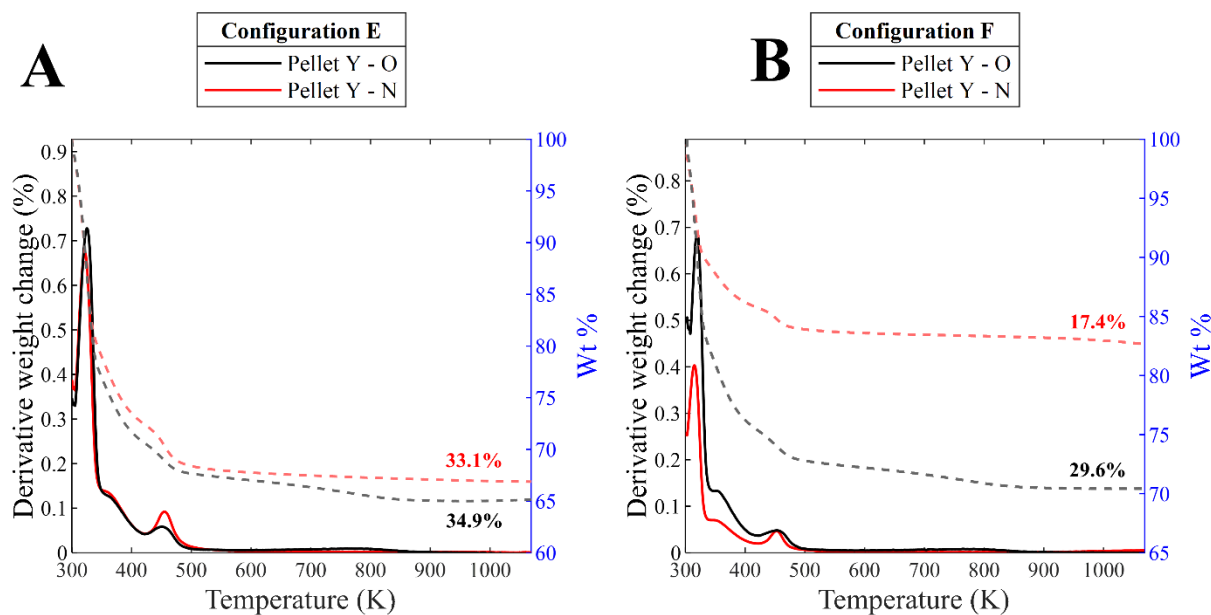 A
Configuration E
Pellet Y - O
Pellet Y - N
B
Configuration F
Pellet Y - O
Pellet Y - N
Derivative weight change (%)
0.9
0.8
0.7
0.6
0.5
0.4
0.3
0.2
0.1
0
100
95
90
85
80
75
70
65
60
Wt %
33.1%
34.9%
300 400 500 600 700 800 900 1000
Temperature (K)
Derivative weight change (%)
0.8
0.7
0.6
0.5
0.4
0.3
0.2
0.1
0
100
95
90
85
80
75
70
65
Wt %
17.4%
29.6%
300 400 500 600 700 800 900 1000
Temperature (K)